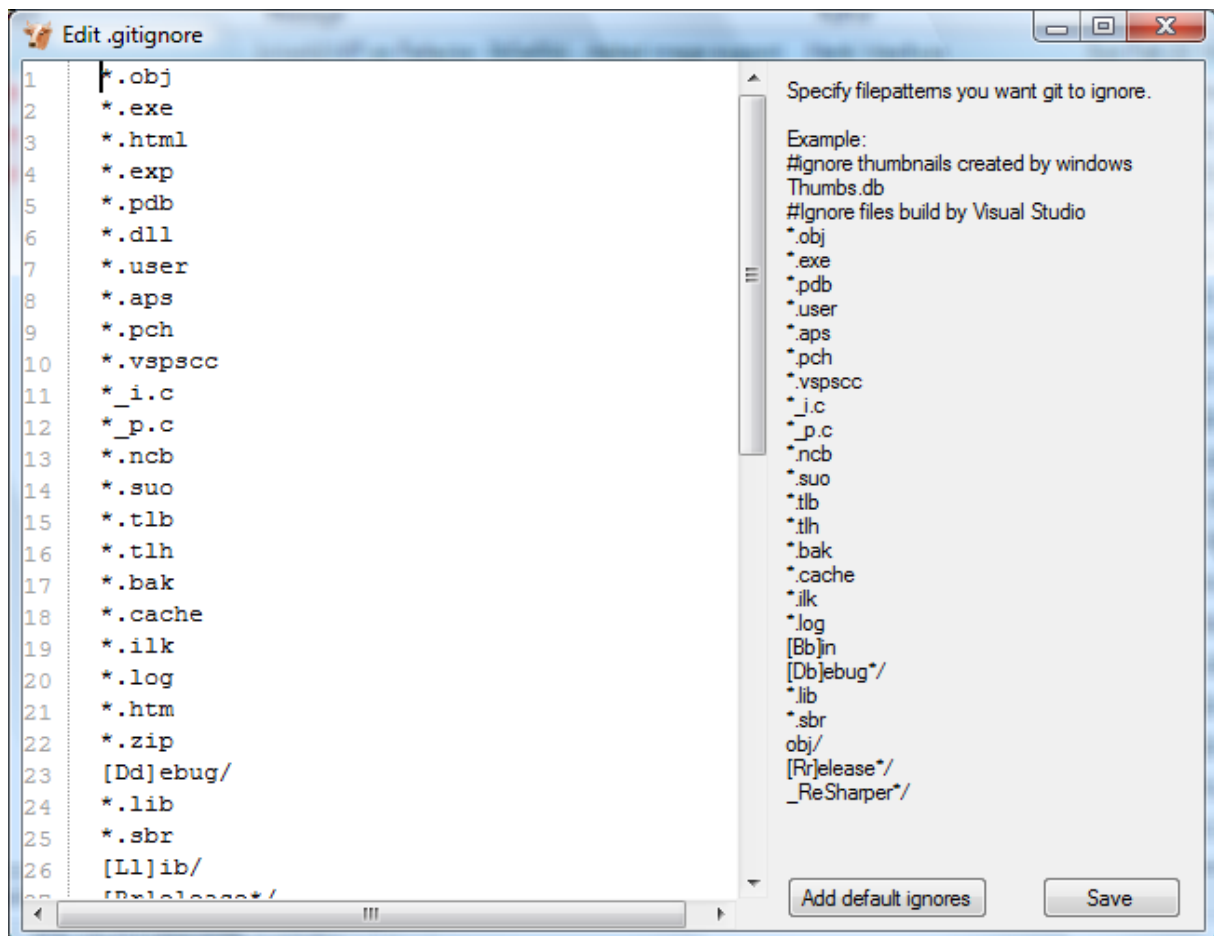 Edit .gitignore
1 *.obj
2 *.exe
3 *.html
4 *.exp
5 *.pdb
6 *.dll
7 *.user
8 *.aps
9 *.pch
10 *.vspscc
11 *_i.c
12 *_p.c
13 *.ncb
14 *.suo
15 *.tlb
16 *.tlh
17 *.bak
18 *.cache
19 *.ilk
20 *.log
21 *.htm
22 *.zip
23 [Dd]ebug/
24 *.lib
25 *.sbr
26 [Ll]ib/
27 [Rr]elease*/
Specify filepatterns you want git to ignore.
Example:
#ignore thumbnails created by windows
Thumbs.db
#Ignore files build by Visual Studio
*.obj
*.exe
*.pdb
*.user
*.aps
*.pch
*.vspscc
*_i.c
*_p.c
*.ncb
*.suo
*.tlb
*.tlh
*.bak
*.cache
*.ilk
*.log
[Bb]in
[Db]ebug*/
*.lib
*.sbr
obj/
[Rr]elease*/
_ReSharper*/
Add default ignores
Save